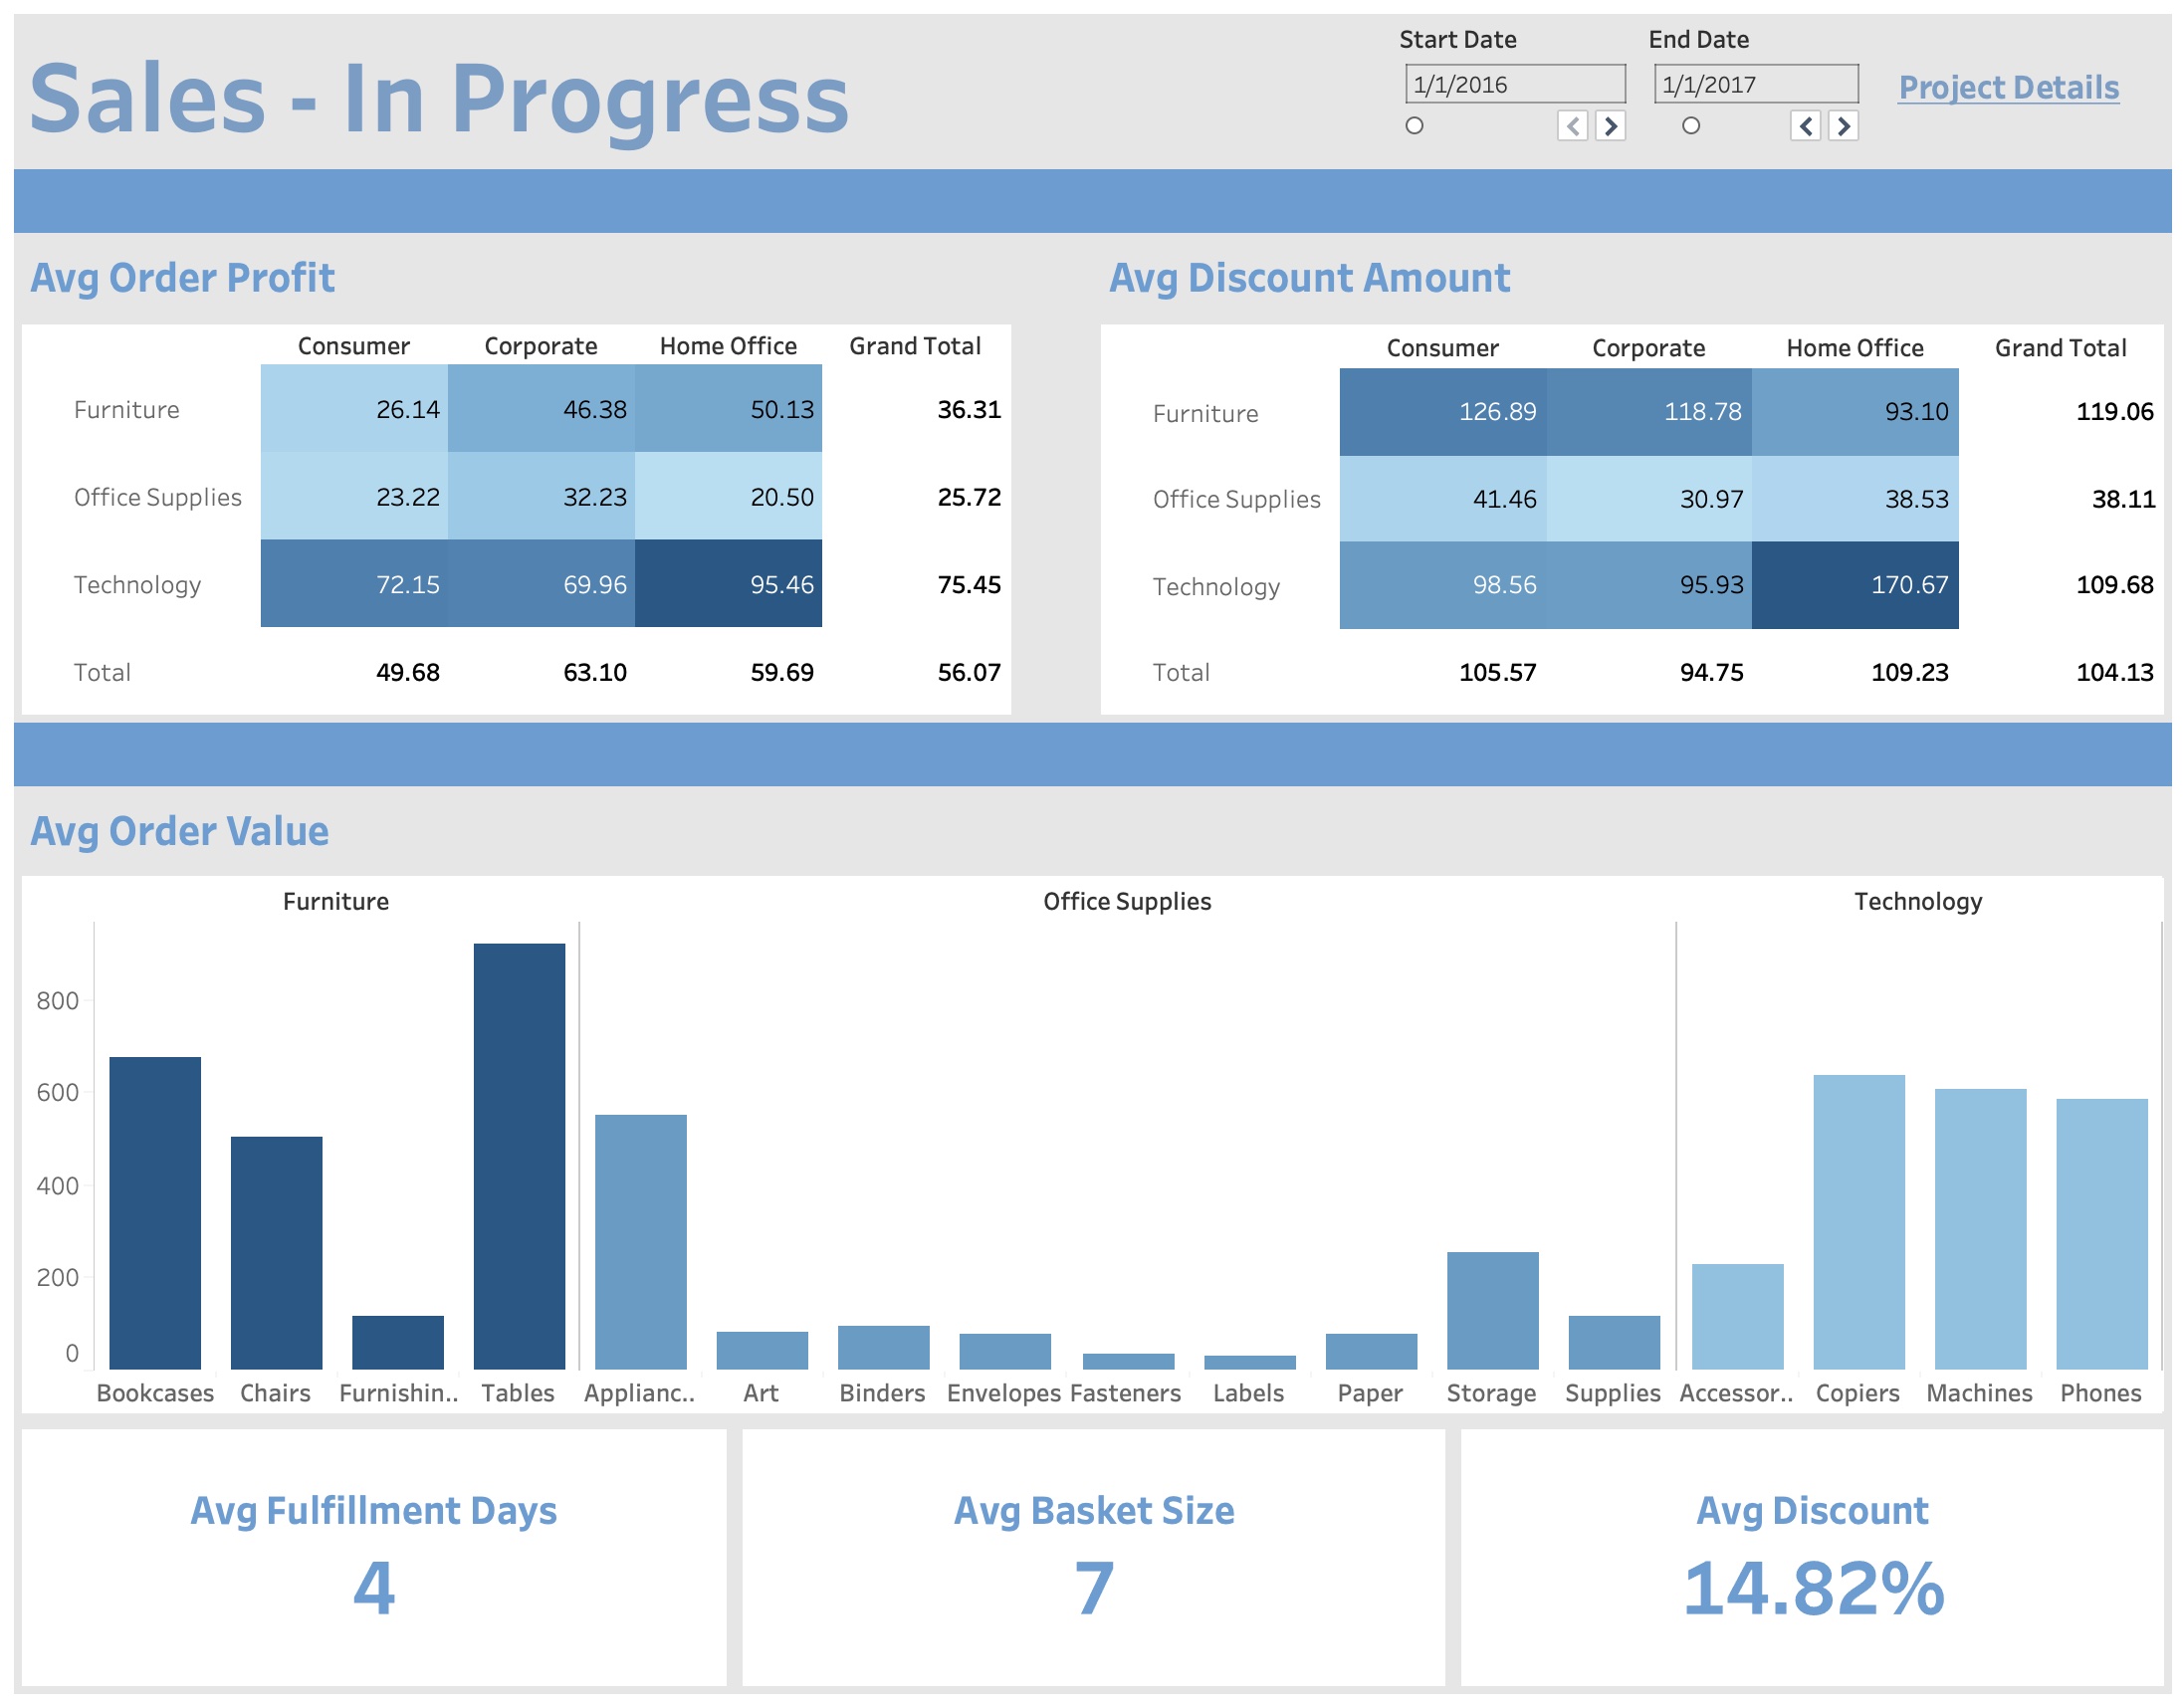 Start Date End Date
1/1/2016 1/1/2017
Sales - In Progress
Project Details
Avg Order Profit
Consumer Corporate Home Office Grand Total
Furniture 26.14 46.38 50.13 36.31
Office Supplies 23.22 32.23 20.50 25.72
Technology 72.15 69.96 95.46 75.45
Total 49.68 63.10 59.69 56.07
Avg Discount Amount
Consumer Corporate Home Office Grand Total
Furniture 126.89 118.78 93.10 119.06
Office Supplies 41.46 30.97 38.53 38.11
Technology 98.56 95.93 170.67 109.68
Total 105.57 94.75 109.23 104.13
Avg Order Value
Furniture Office Supplies Technology
800
600
400
200
0
Bookcases Chairs Furnishin.. Tables Applianc.. Art Binders Envelopes Fasteners Labels Paper Storage Supplies Accessor.. Copiers Machines Phones
Avg Fulfillment Days
4
Avg Basket Size
7
Avg Discount
14.82%